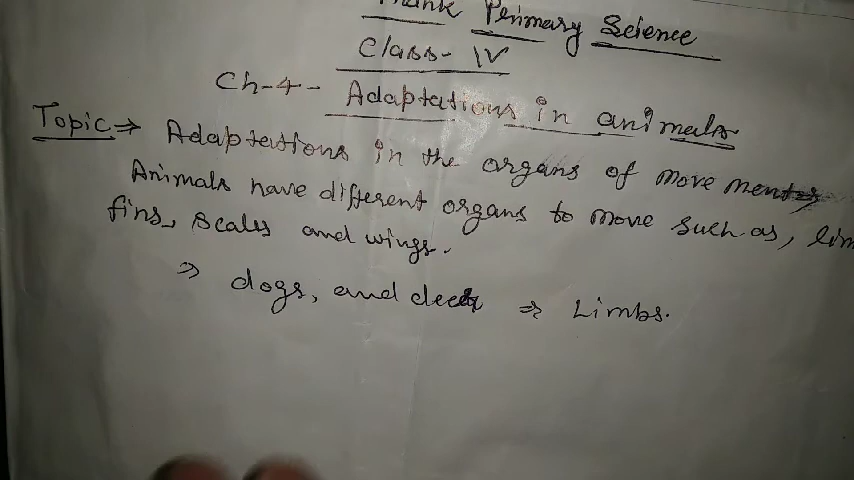 Primary Science
Class- IV
Ch-4- Adaptations in animals
Topic⇒ Adaptations in the organs of movements
Animals have different organs to move such as, lim
fins, scales and wings.
⇒ dogs, and deer ⇒ Limbs.